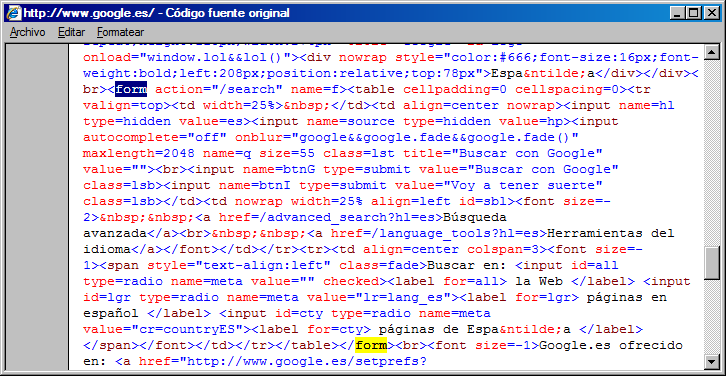 http://www.google.es/ - Código fuente original
Archivo Editar Formatear
onload="window.lol&&lol()"><div nowrap style="color:#666;font-size:16px;font-
weight:bold;left:208px;position:relative;top:78px">Espa&ntilde;a</div></div><
br><form action="/search" name=f><table cellpadding=0 cellspacing=0><tr
valign=top><td width=25%>&nbsp;</td><td align=center nowrap><input name=hl
type=hidden value=es><input name=source type=hidden value=hp><input
autocomplete="off" onblur="google&&google.fade&&google.fade()"
maxlength=2048 name=q size=55 class=lst title="Buscar con Google"
value=""><br><input name=btnG type=submit value="Buscar con Google"
class=lsb><input name=btnI type=submit value="Voy a tener suerte"
class=lsb></td><td nowrap width=25% align=left id=sbl><font size=-
2>&nbsp;&nbsp;<a href=/advanced_search?hl=es>Búsqueda
avanzada</a><br>&nbsp;&nbsp;<a href=/language_tools?hl=es>Herramientas del
idioma</a></font></td></tr><tr><td align=center colspan=3><font size=-
1><span style="text-align:left" class=fade>Buscar en: <input id=all
type=radio name=meta value="" checked><label for=all> la Web </label> <input
id=lgr type=radio name=meta value="lr=lang_es"><label for=lgr> páginas en
español </label> <input id=cty type=radio name=meta
value="cr=countryES"><label for=cty> páginas de Espa&ntilde;a </label>
</span></font></td></tr></table></form><br><font size=-1>Google.es ofrecido
en: <a href="http://www.google.es/setprefs?